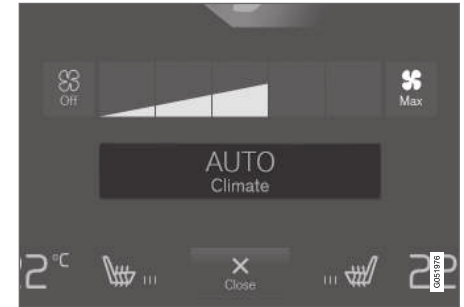 Off
Max
AUTO
Climate
2°C
22
Close
G051976